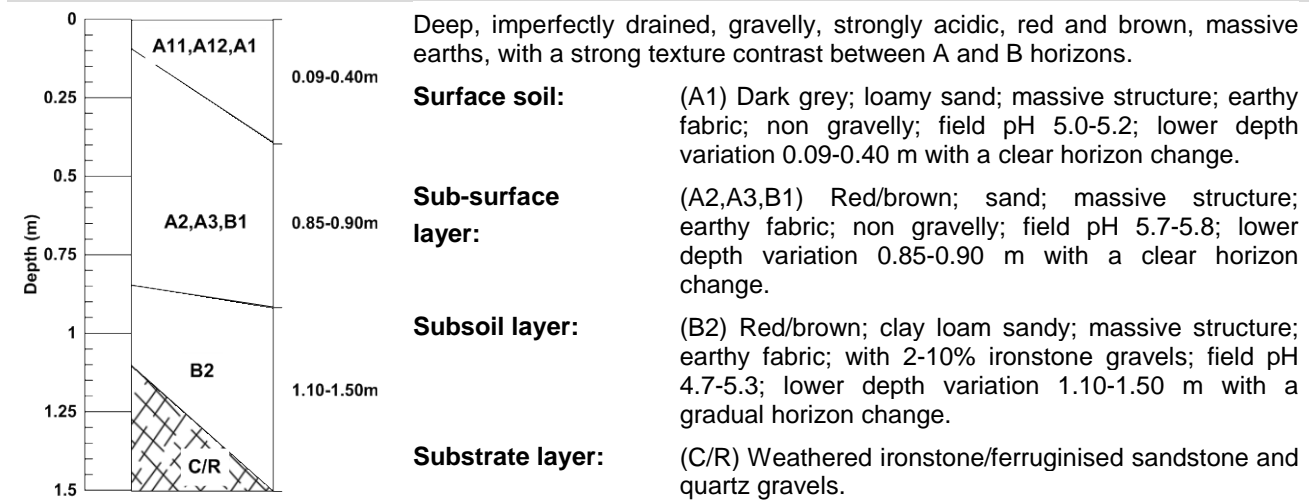 0
0.25
0.5
0.75
1
1.25
1.5
Depth (m)
A11,A12,A1
A2,A3,B1
B2
C/R
0.09-0.40m
0.85-0.90m
1.10-1.50m
Deep, imperfectly drained, gravelly, strongly acidic, red and brown, massive
earths, with a strong texture contrast between A and B horizons.
Surface soil:
(A1) Dark grey; loamy sand; massive structure; earthy
fabric; non gravelly; field pH 5.0-5.2; lower depth
variation 0.09-0.40 m with a clear horizon change.
Sub-surface
layer:
(A2,A3,B1) Red/brown; sand; massive structure;
earthy fabric; non gravelly; field pH 5.7-5.8; lower
depth variation 0.85-0.90 m with a clear horizon
change.
Subsoil layer:
(B2) Red/brown; clay loam sandy; massive structure;
earthy fabric; with 2-10% ironstone gravels; field pH
4.7-5.3; lower depth variation 1.10-1.50 m with a
gradual horizon change.
Substrate layer:
(C/R) Weathered ironstone/ferruginised sandstone and
quartz gravels.